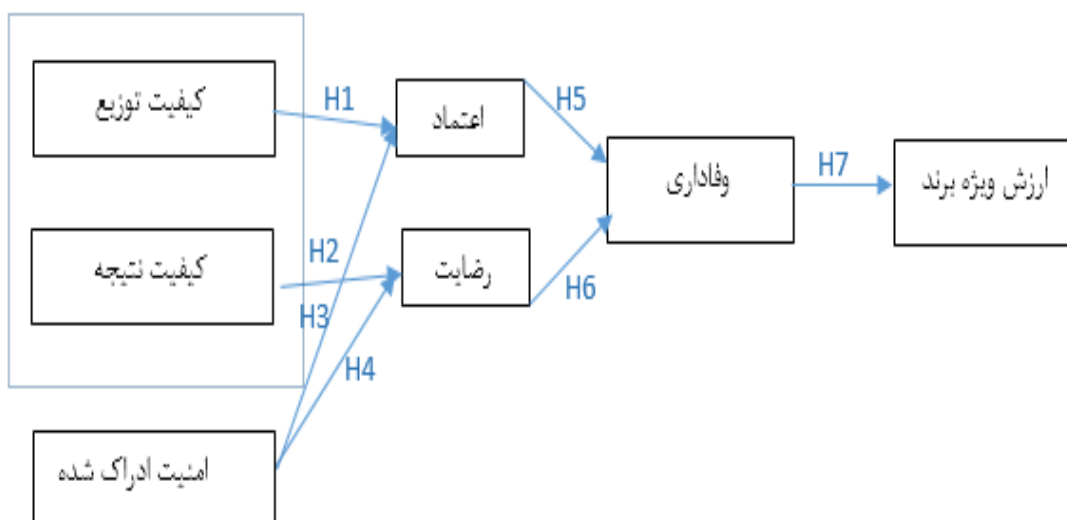 کیفیت توزیع
H1
اعتماد
H5
وفاداری
H7
ارزش ویژه برند
کیفیت نتیجه
H2
رضایت
H6
H3
H4
امنیت ادراک شده